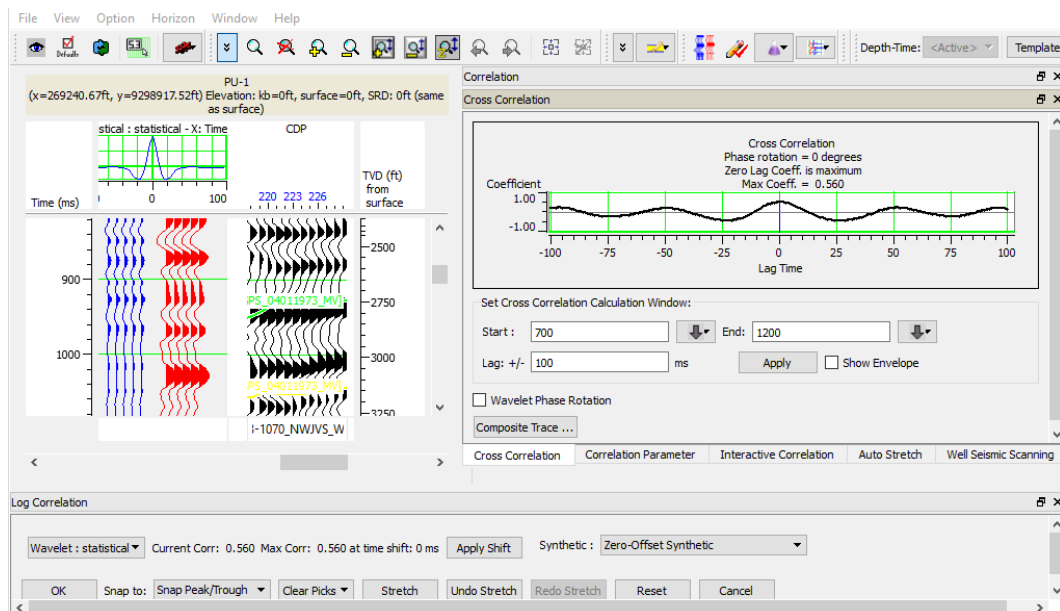 File View Option Horizon Window Help
Defaults
Depth-Time: <Active> Template
PU-1
(x=269240.67ft, y=9298917.52ft) Elevation: kb=0ft, surface=0ft, SRD: 0ft (same
as surface)
stical : statistical - X: Time
CDP
TVD (ft)
from
surface
Time (ms)
0 100
220 223 226
2500
900
PS_04011973_MVJ
2750
1000
3000
PS_04011973_MVJ
3250
-1070_NWJVS_W
Correlation
Cross Correlation
Cross Correlation
Phase rotation = 0 degrees
Zero Lag Coeff. is maximum
Max Coeff. = 0.560
Coefficient
1.00
-1.00
-100 -75 -50 -25 0 25 50 75 100
Lag Time
Set Cross Correlation Calculation Window:
Start : 700 End: 1200
Lag: +/- 100 ms Apply Show Envelope
Wavelet Phase Rotation
Composite Trace ...
Cross Correlation Correlation Parameter Interactive Correlation Auto Stretch Well Seismic Scanning
Log Correlation
Wavelet : statistical Current Corr: 0.560 Max Corr: 0.560 at time shift: 0 ms Apply Shift Synthetic : Zero-Offset Synthetic
OK Snap to: Snap Peak/Trough Clear Picks Stretch Undo Stretch Redo Stretch Reset Cancel